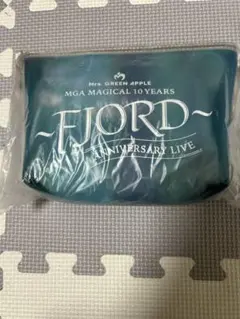 Mrs. GREEN APPLE
MGA MAGICAL 10 YEARS
~FJORD~
ANNIVERSARY LIVE